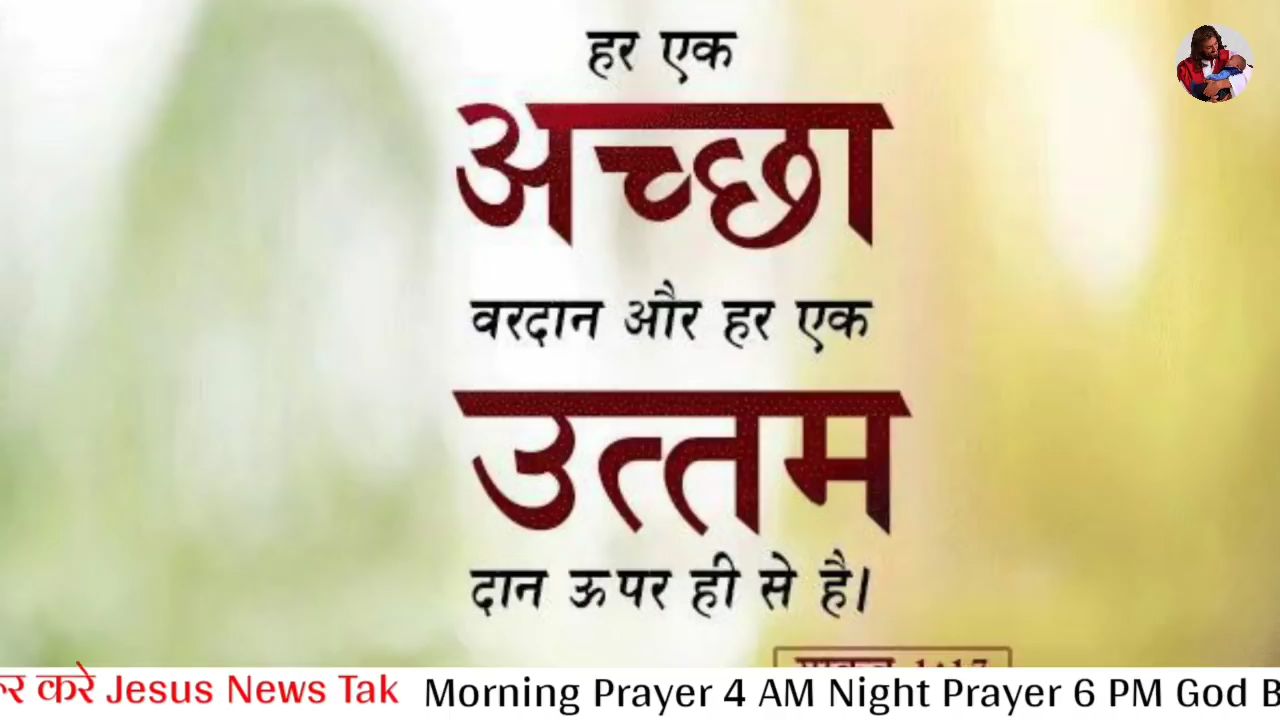 हर एक
अच्छा
वरदान और हर एक
उत्तम
दान ऊपर ही से है।
करे Jesus News Tak Morning Prayer 4 AM Night Prayer 6 PM God